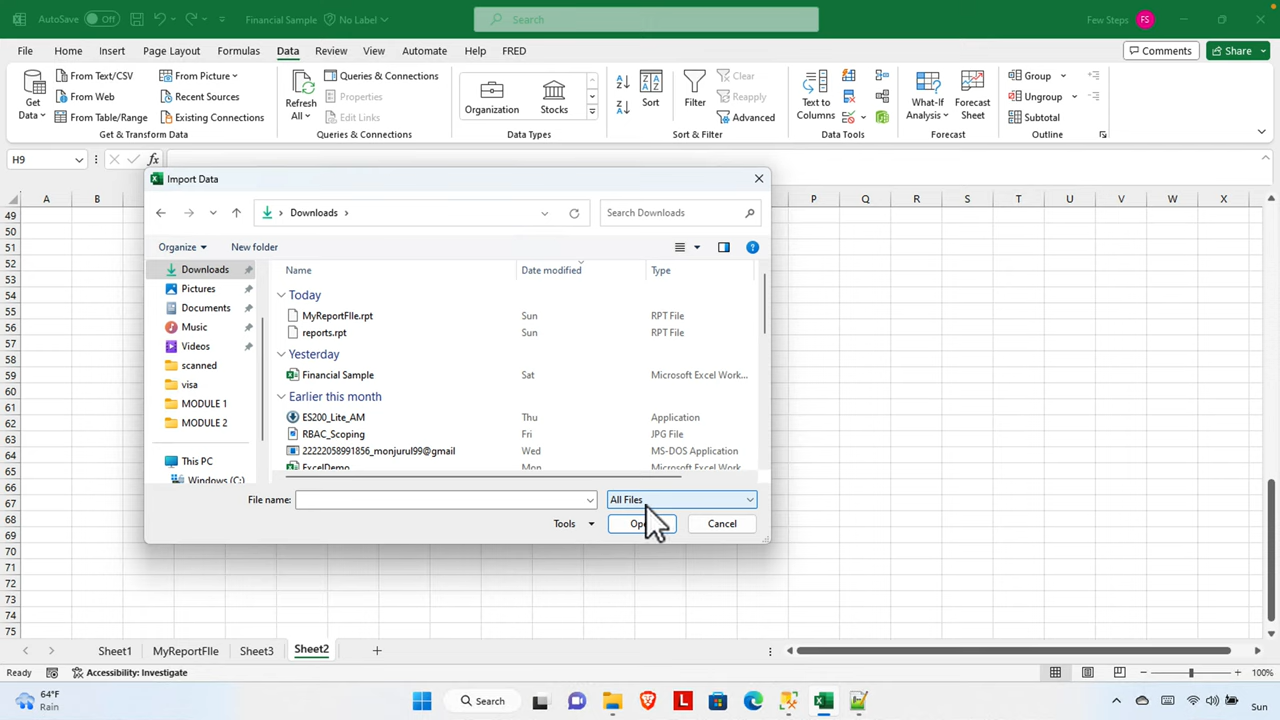 AutoSave Off Financial Sample No Label Search Few Steps FS
File Home Insert Page Layout Formulas Data Review View Automate Help FRED Comments Share
Get Data
From Text/CSV
From Web
From Table/Range
From Picture
Recent Sources
Existing Connections
Get & Transform Data
Refresh All
Queries & Connections
Properties
Edit Links
Queries & Connections
Organization Stocks
Data Types
Sort
Filter
Clear
Reapply
Advanced
Sort & Filter
Text to Columns
Data Tools
What-If Analysis
Forecast Sheet
Forecast
Group
Ungroup
Subtotal
Outline
H9 fx
A B P Q R S T U V W X
Import Data
Downloads Search Downloads
Organize New folder
Downloads
Pictures
Documents
Music
Videos
scanned
visa
MODULE 1
MODULE 2
This PC
Windows (C:)
Name Date modified Type
Today
MyReportFIle.rpt Sun RPT File
reports.rpt Sun RPT File
Yesterday
Financial Sample Sat Microsoft Excel Work...
Earlier this month
ES200_Lite_AM Thu Application
RBAC_Scoping Fri JPG File
22222058991856_monjurul99@gmail Wed MS-DOS Application
ExcelDemo Mon Microsoft Excel Work...
File name: All Files
Tools Cancel
49
50
51
52
53
54
55
56
57
58
59
60
61
62
63
64
65
66
67
68
69
70
71
72
73
74
75
Sheet1 MyReportFIle Sheet3 Sheet2
Ready Accessibility: Investigate 100%
64°F
Rain
Search
L
Sun